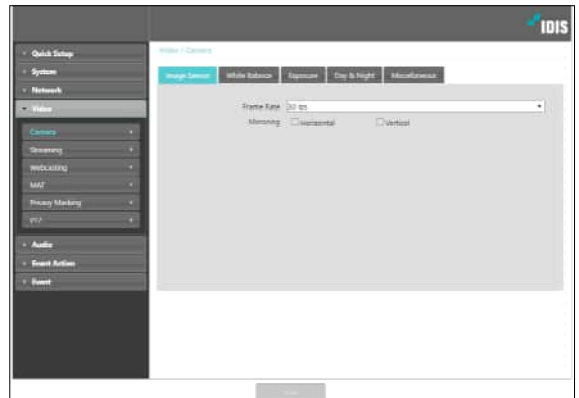 IDIS
Quick Setup
Video / Camera
System
Image Sensor White Balance Exposure Day & Night Miscellaneous
Network
Video
Frame Rate 30 ips
Mirroring Horizontal Vertical
Camera
Streaming
Webcasting
MAT
Privacy Masking
PTZ
Audio
Event Action
Event